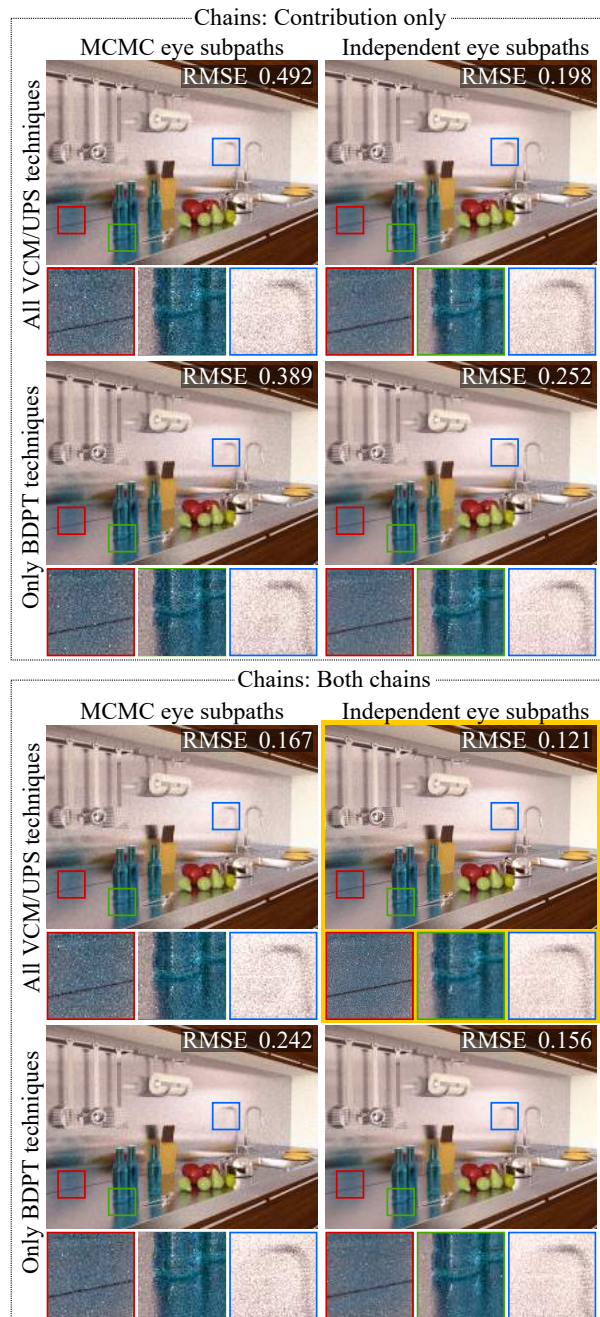 Chains: Contribution only
MCMC eye subpaths
Independent eye subpaths
All VCM/UPS techniques
RMSE 0.492
RMSE 0.198
Only BDPT techniques
RMSE 0.389
RMSE 0.252
Chains: Both chains
MCMC eye subpaths
Independent eye subpaths
All VCM/UPS techniques
RMSE 0.167
RMSE 0.121
Only BDPT techniques
RMSE 0.242
RMSE 0.156